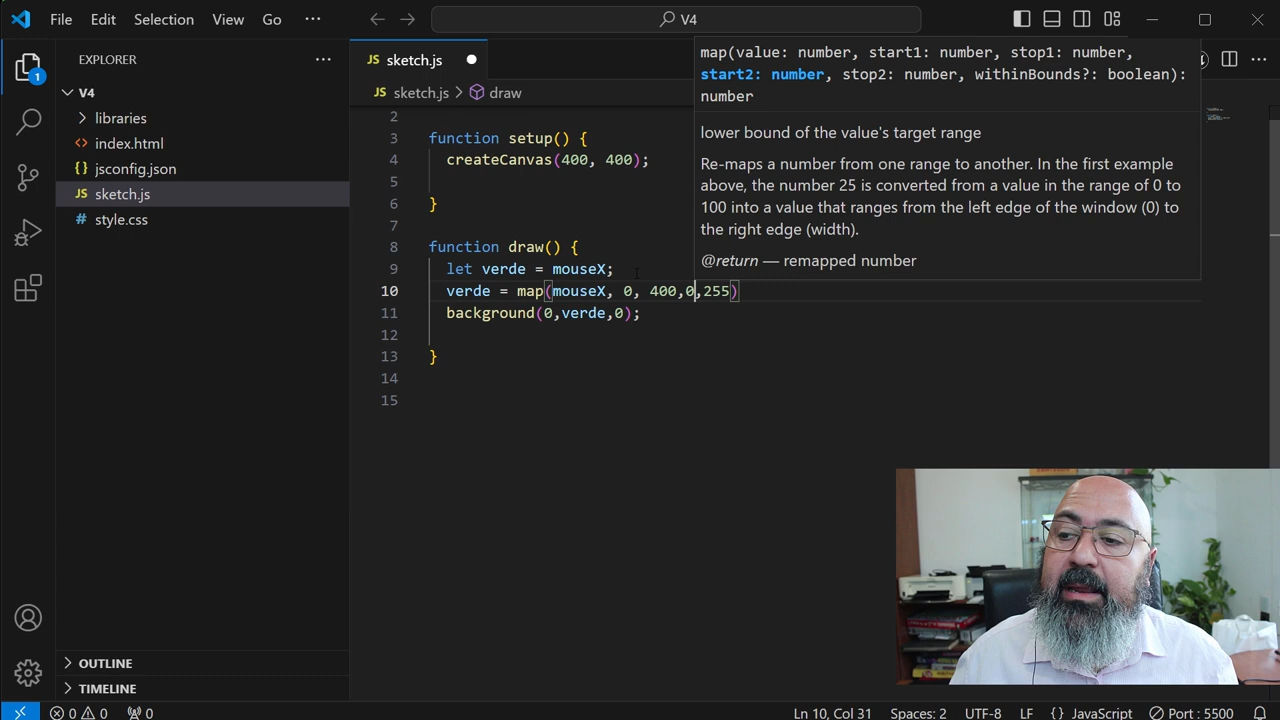 File Edit Selection View Go ··· V4
EXPLORER ···
1
V4
libraries
index.html
{} jsconfig.json
JS sketch.js
# style.css
OUTLINE
TIMELINE
JS sketch.js
JS sketch.js > draw
2
3 function setup() {
4 createCanvas(400, 400);
5
6 }
7
8 function draw() {
9 let verde = mouseX;
10 verde = map(mouseX, 0, 400,0,255)
11 background(0,verde,0);
12
13 }
14
15
map(value: number, start1: number, stop1: number,
start2: number, stop2: number, withinBounds?: boolean):
number
lower bound of the value's target range
Re-maps a number from one range to another. In the first example
above, the number 25 is converted from a value in the range of 0 to
100 into a value that ranges from the left edge of the window (0) to
the right edge (width).
@return — remapped number
0 0 0 Ln 10, Col 31 Spaces: 2 UTF-8 LF {} JavaScript Port : 5500